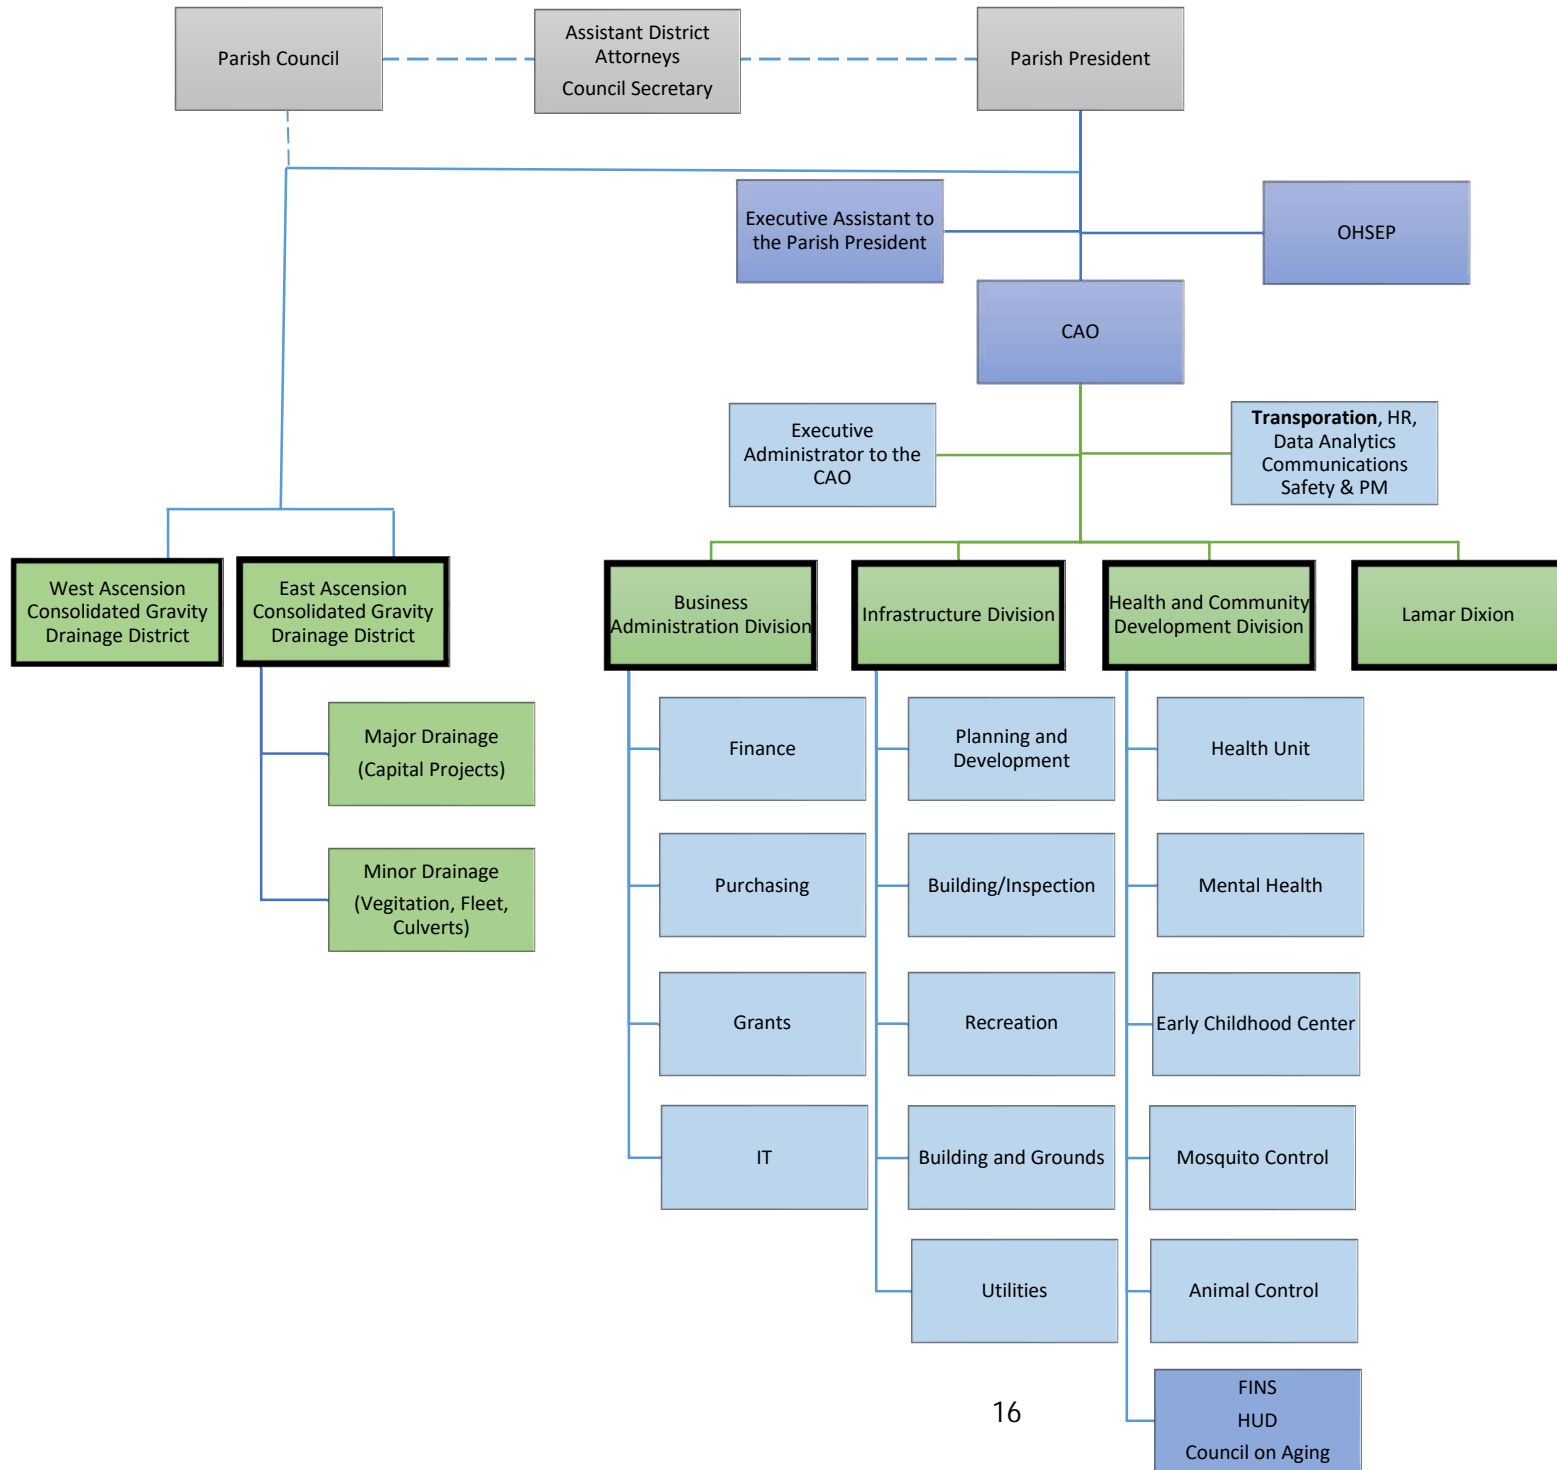 Parish Council
Assistant District
Attorneys
Council Secretary
Parish President
Executive Assistant to
the Parish President
OHSEP
CAO
Executive
Administrator to the
CAO
Transporation, HR,
Data Analytics
Communications
Safety & PM
West Ascension
Consolidated Gravity
Drainage District
East Ascension
Consolidated Gravity
Drainage District
Business
Administration Division
Infrastructure Division
Health and Community
Development Division
Lamar Dixion
Major Drainage
(Capital Projects)
Minor Drainage
(Vegitation, Fleet,
Culverts)
Finance
Purchasing
Grants
IT
Planning and
Development
Building/Inspection
Recreation
Building and Grounds
Utilities
Health Unit
Mental Health
Early Childhood Center
Mosquito Control
Animal Control
FINS
HUD
Council on Aging
16